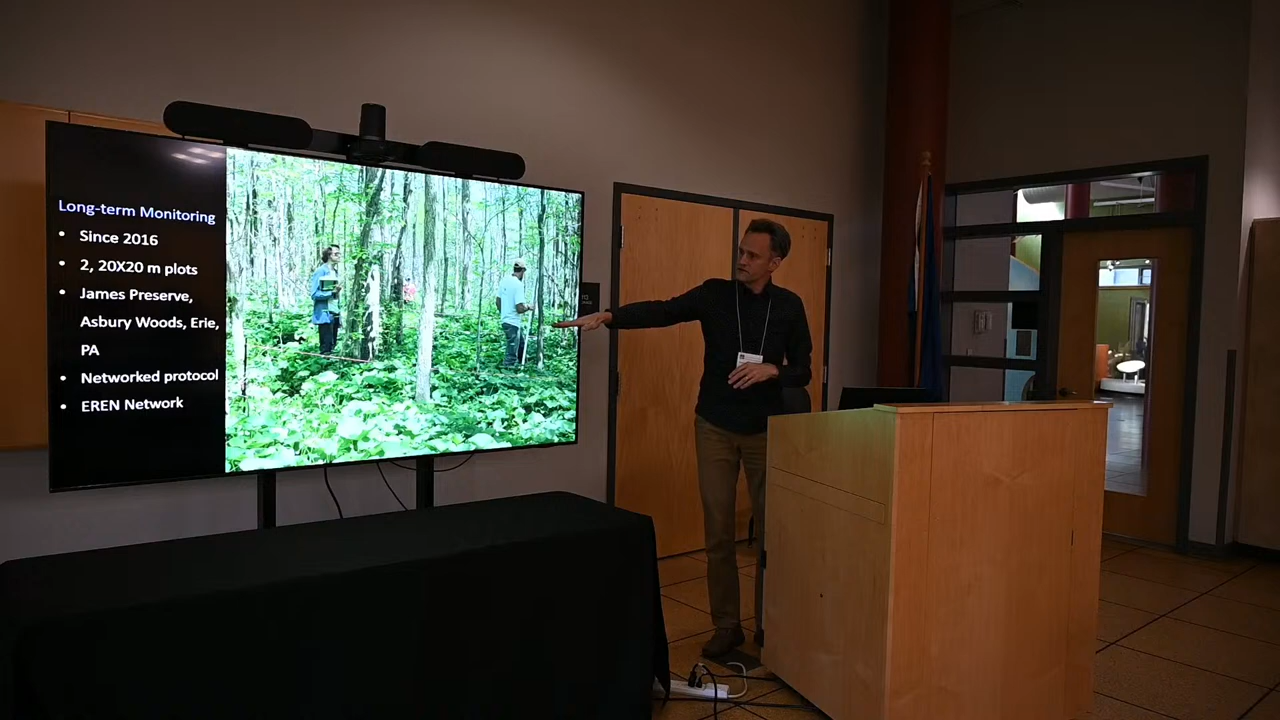 Long-term Monitoring
• Since 2016
• 2, 20X20 m plots
• James Preserve,
Asbury Woods, Erie,
PA
• Networked protocol
• EREN Network